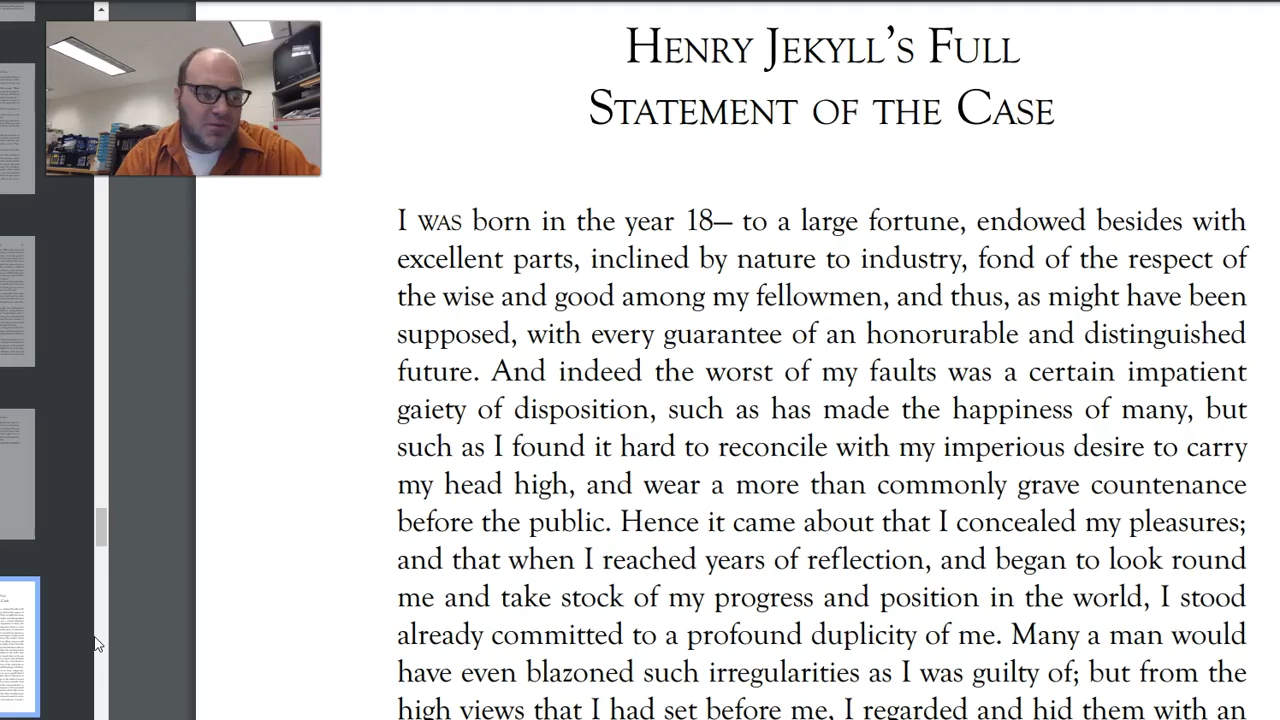 Henry Jekyll’s Full
Statement of the Case
I was born in the year 18— to a large fortune, endowed besides with
excellent parts, inclined by nature to industry, fond of the respect of
the wise and good among my fellowmen, and thus, as might have been
supposed, with every guarantee of an honorurable and distinguished
future. And indeed the worst of my faults was a certain impatient
gaiety of disposition, such as has made the happiness of many, but
such as I found it hard to reconcile with my imperious desire to carry
my head high, and wear a more than commonly grave countenance
before the public. Hence it came about that I concealed my pleasures;
and that when I reached years of reflection, and began to look round
me and take stock of my progress and position in the world, I stood
already committed to a profound duplicity of me. Many a man would
have even blazoned such irregularities as I was guilty of; but from the
high views that I had set before me, I regarded and hid them with an